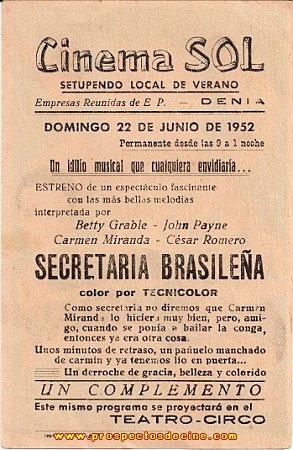 Cinema SOL
SETUPENDO LOCAL DE VERANO
Empresas Reunidas de E P. — DENIA
DOMINGO 22 DE JUNIO DE 1952
Permanente desde las 9 a 1 noche
Un idilio musical que cualquiera envidiaría...
ESTRENO de un espectáculo fascinante
con las más bellas melodías
interpretada por
Betty Grable - John Payne
Carmen Miranda - César Romero
SECRETARIA BRASILEÑA
color por TECNICOLOR
Como secretaria no diremos que Carmen
Miranda lo hiciera muy bien, pero, ami-
go, cuando se ponía a bailar la conga,
entonces ya era otra cosa.
Unos minutos de retraso, un pañuelo manchado
de carmín y ya tenemos lío en puerta...
Un derroche de gracia, belleza y colorido
UN COMPLEMENTO
Este mismo programa se proyectará en el
TEATRO-CIRCO
www.prospectosdecine.com